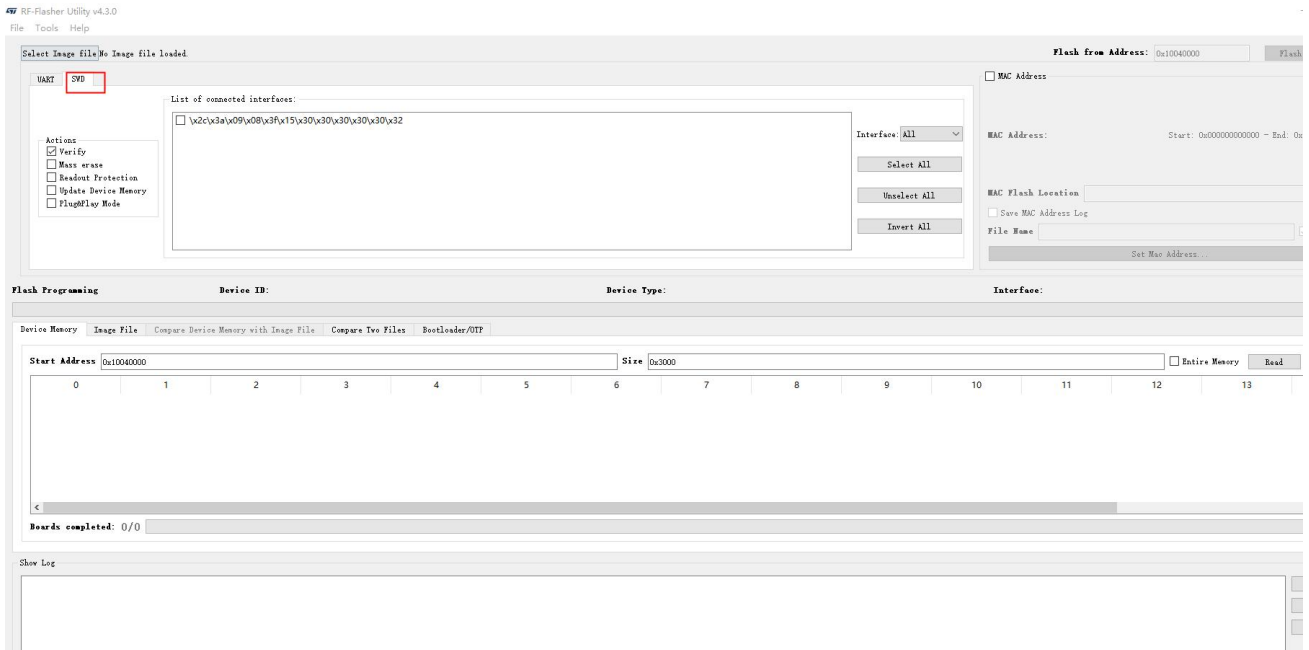 RF-Flasher Utility v4.3.0
File Tools Help
Select Image file No Image file loaded.
Flash from Address: 0x10040000 Flash
UART SWD
MAC Address
List of connected interfaces:
\x2c\x3a\x09\x08\x3f\x15\x30\x30\x30\x30\x30\x32
Interface: All
MAC Address: Start: 0x000000000000 - End: 0x
Actions
Verify
Mass erase
Select All
Readout Protection
Update Device Memory
Unselect All
MAC Flash Location
Plug&Play Mode
Save MAC Address Log
Invert All
File Name
Set Mac Address...
Flash Programming Device ID: Device Type: Interface:
Device Memory Image File Compare Device Memory with Image File Compare Two Files Bootloader/OTP
Start Address 0x10040000 Size 0x3000 Entire Memory Read
0 1 2 3 4 5 6 7 8 9 10 11 12 13
Boards completed: 0/0
Show Log